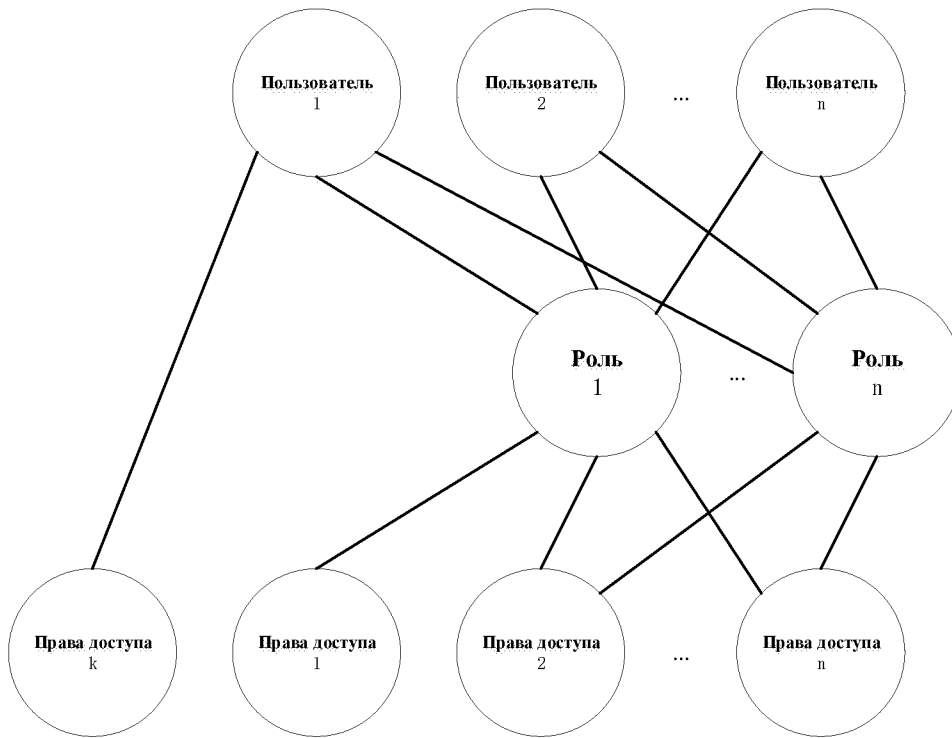 Пользователь
1
Пользователь
2
...
Пользователь
n
Роль
1
...
Роль
n
Права доступа
k
Права доступа
1
Права доступа
2
...
Права доступа
n